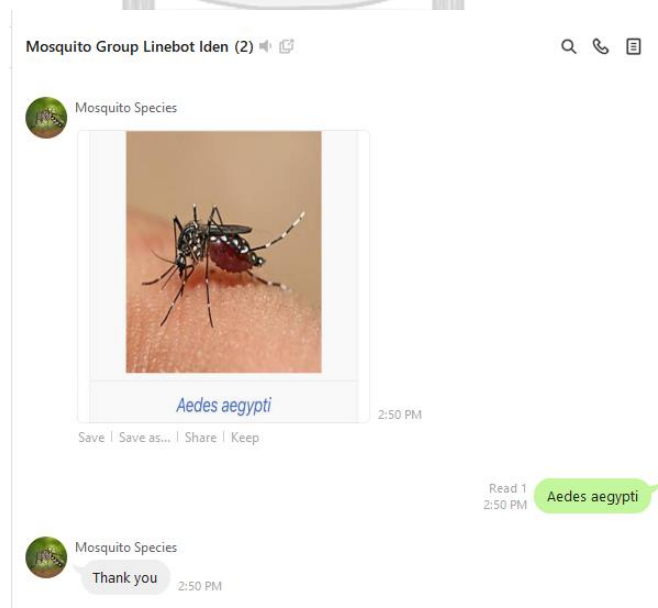 Mosquito Group Linebot Iden (2)
Mosquito Species
Aedes aegypti
2:50 PM
Save | Save as... | Share | Keep
Read 1
2:50 PM
Aedes aegypti
Mosquito Species
Thank you
2:50 PM